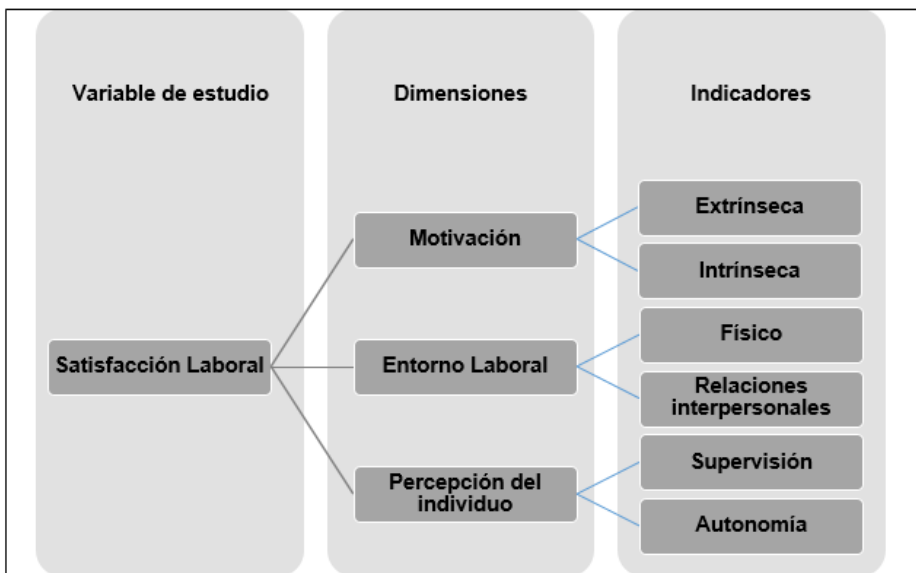 Variable de estudio
Dimensiones
Indicadores
Satisfacción Laboral
Motivación
Entorno Laboral
Percepción del
individuo
Extrínseca
Intrínseca
Físico
Relaciones
interpersonales
Supervisión
Autonomía